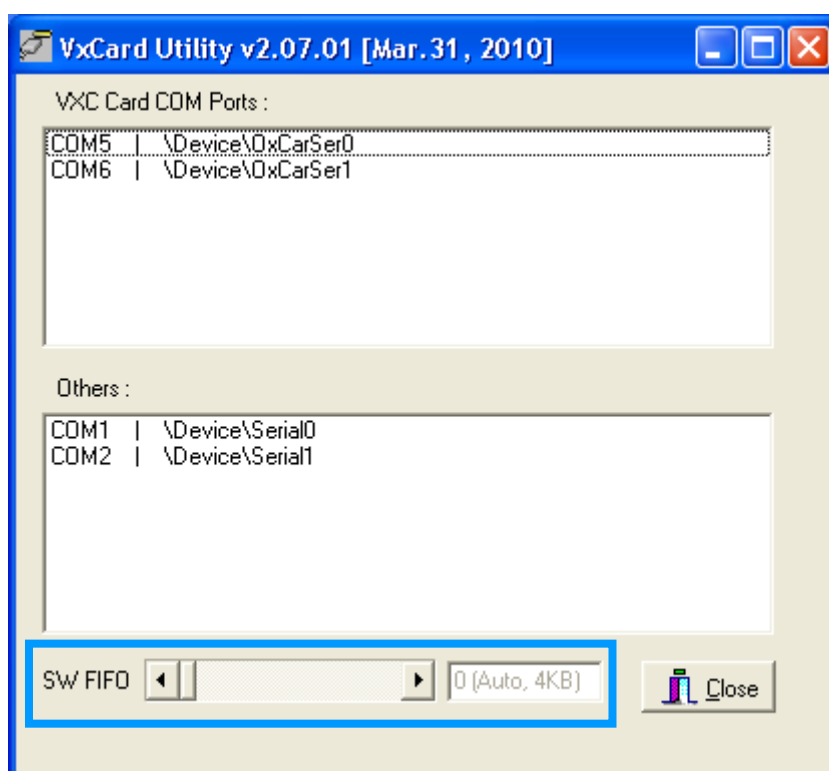 VxCard Utility v2.07.01 [Mar.31, 2010]
VXC Card COM Ports :
COM5 | \Device\OxCarSer0
COM6 | \Device\OxCarSer1
Others :
COM1 | \Device\Serial0
COM2 | \Device\Serial1
SW FIFO 0 (Auto, 4KB) Close